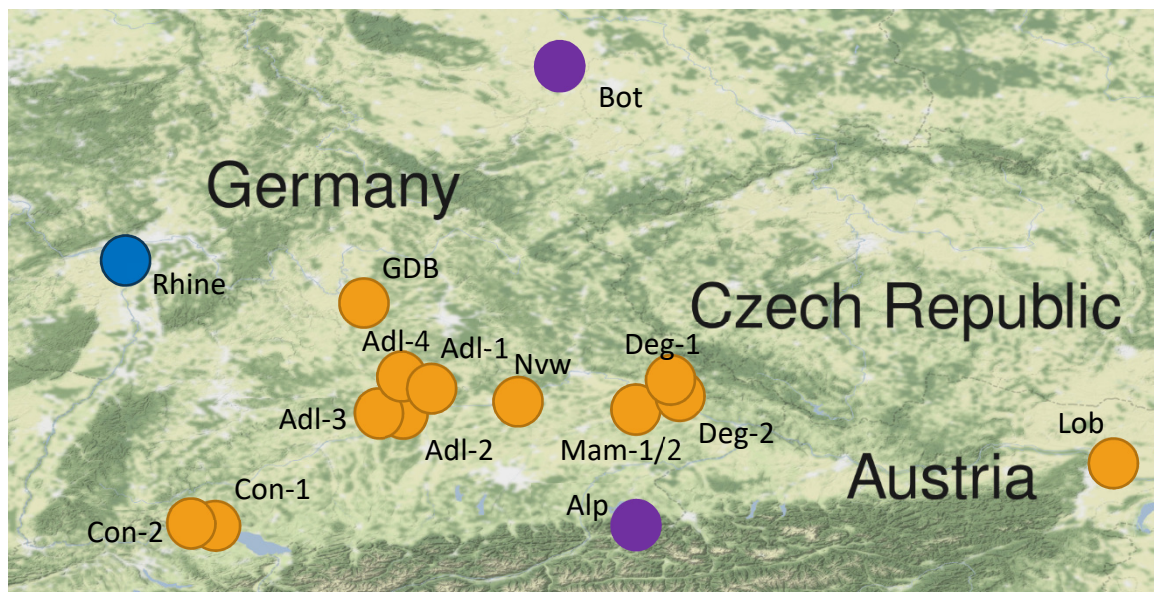 Bot
Germany
Rhine
GDB
Czech Republic
Adl-4
Adl-1
Nvw
Deg-1
Adl-3
Adl-2
Mam-1/2
Deg-2
Lob
Con-1
Con-2
Alp
Austria